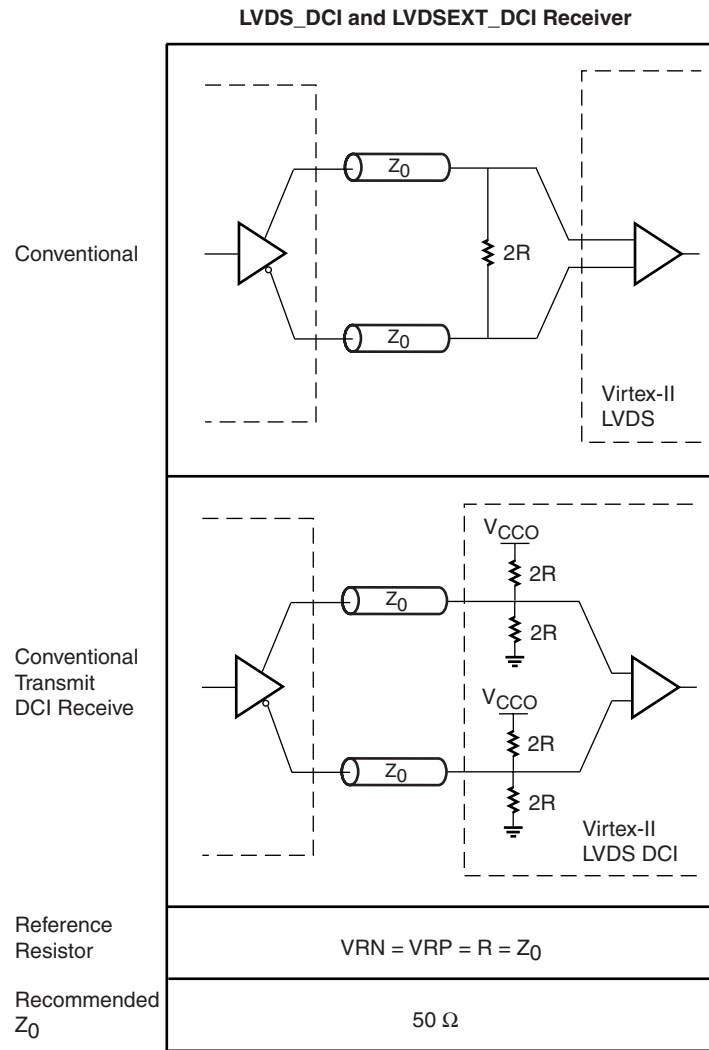 LVDS_DCI and LVDSEXT_DCI Receiver
Conventional
Z0
2R
Z0
Virtex-II
LVDS
Conventional
Transmit
DCI Receive
VCCO
2R
Z0
2R
VCCO
2R
Z0
2R
Virtex-II
LVDS DCI
Reference
Resistor
VRN = VRP = R = Z0
Recommended
Z0
50 Ω